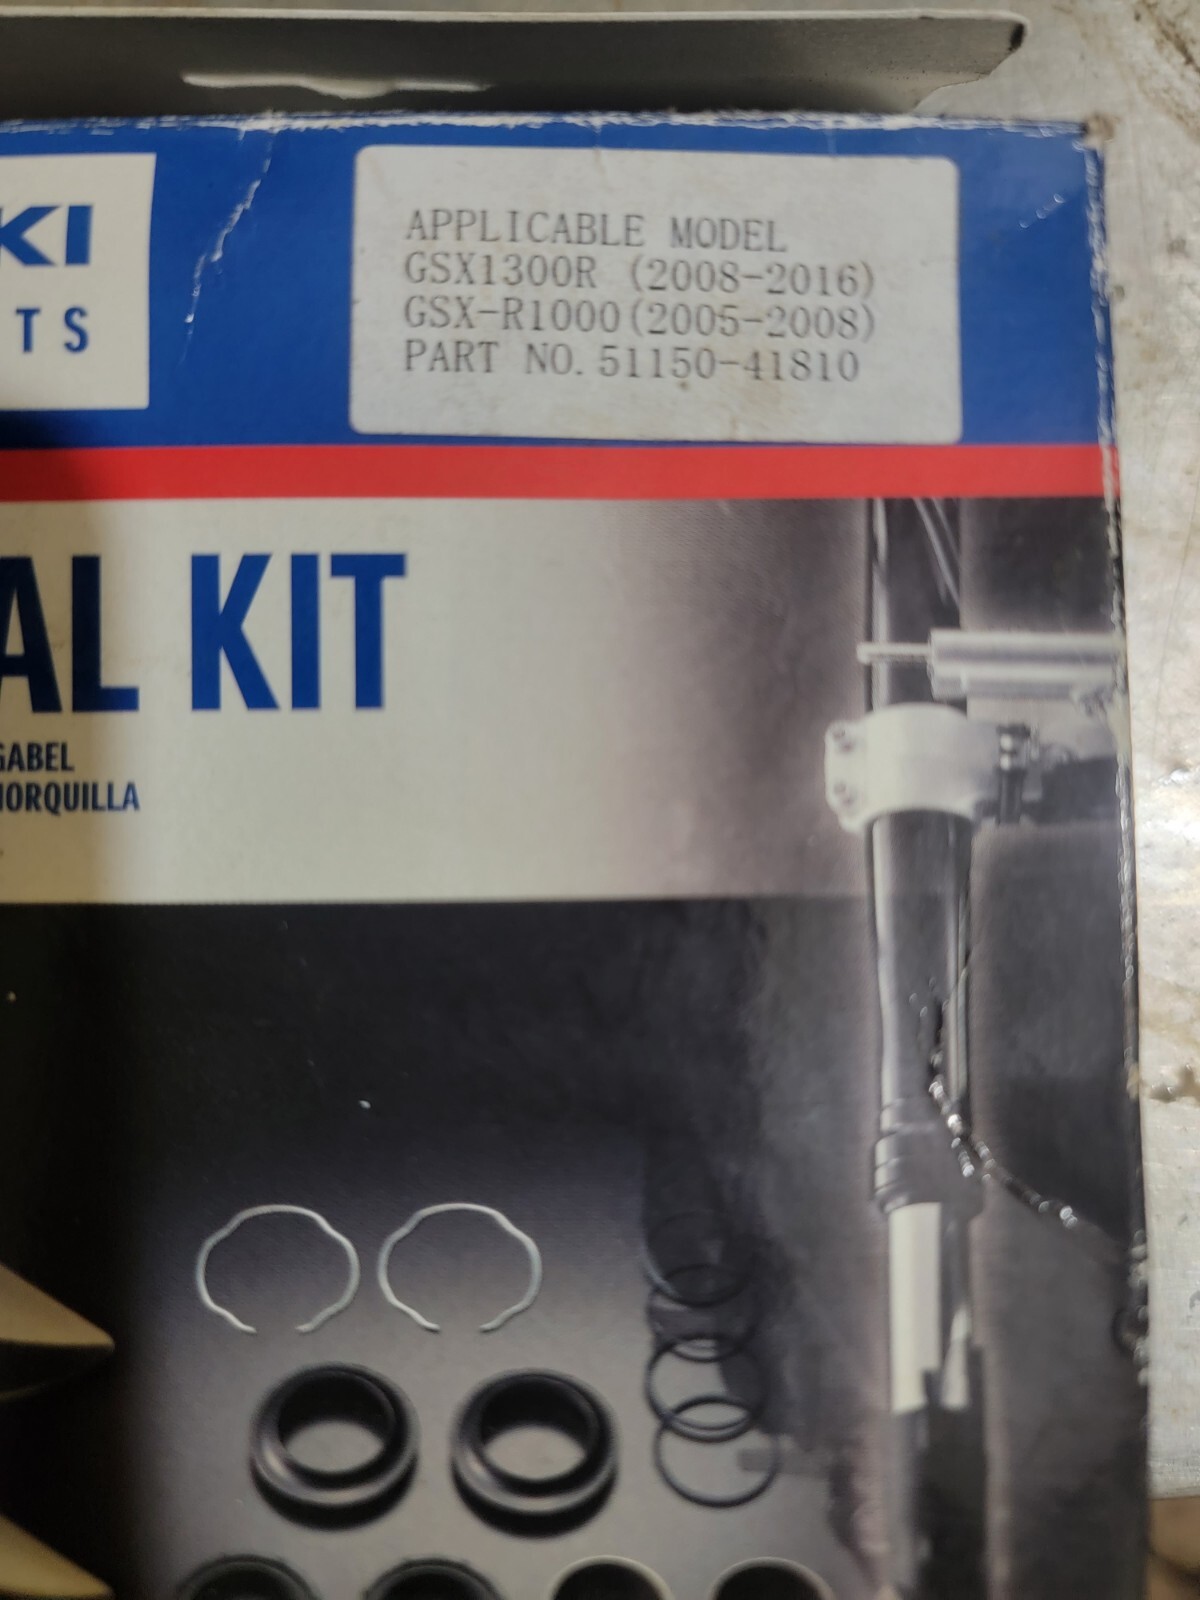 KI
TS
APPLICABLE MODEL
GSX1300R (2008-2016)
GSX-R1000(2005-2008)
PART NO. 51150-41810
AL KIT
GABEL
HORQUILLA